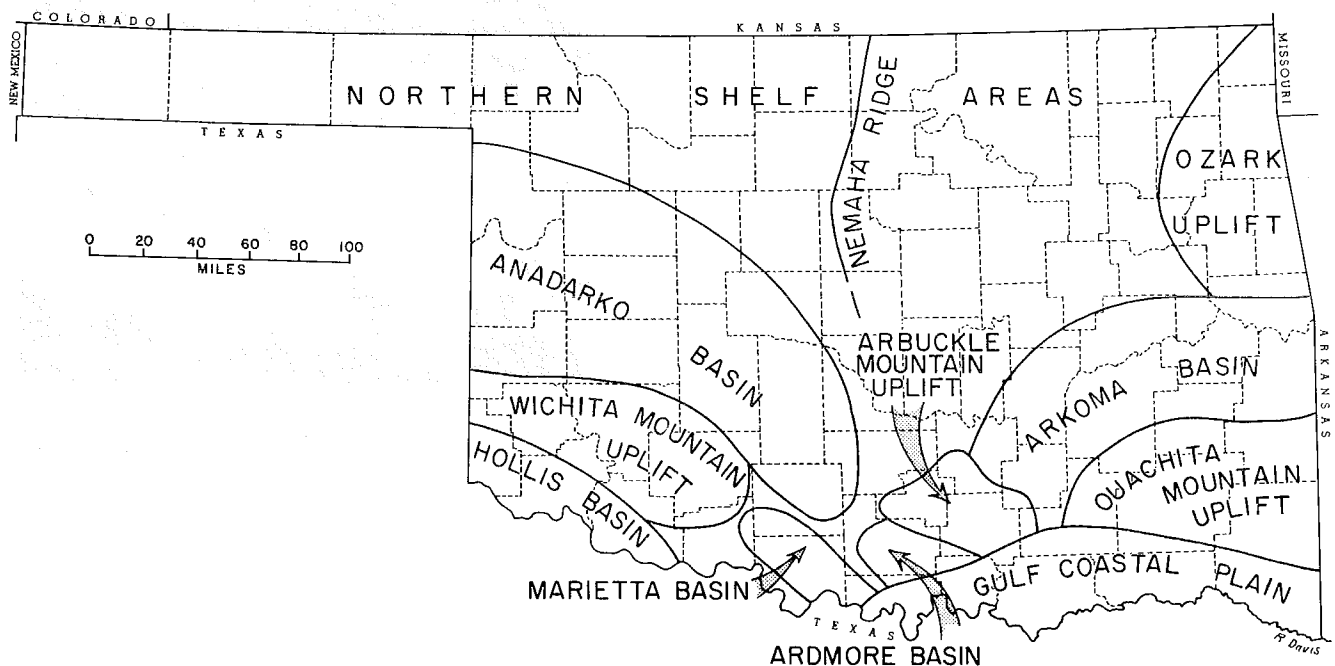 COLORADO
KANSAS
NEW MEXICO
MISSOURI
NORTHERN SHELF AREAS
NEMAHA RIDGE
TEXAS
OZARK
UPLIFT
0 20 40 60 80 100
MILES
ANADARKO
BASIN
ARBUCKLE
MOUNTAIN
UPLIFT
ARKOMA
BASIN
ARKANSAS
WICHITA MOUNTAIN
UPLIFT
HOLLIS BASIN
OUACHITA
MOUNTAIN
UPLIFT
MARIETTA BASIN
GULF COASTAL PLAIN
TEXAS
ARDMORE BASIN
R Davis